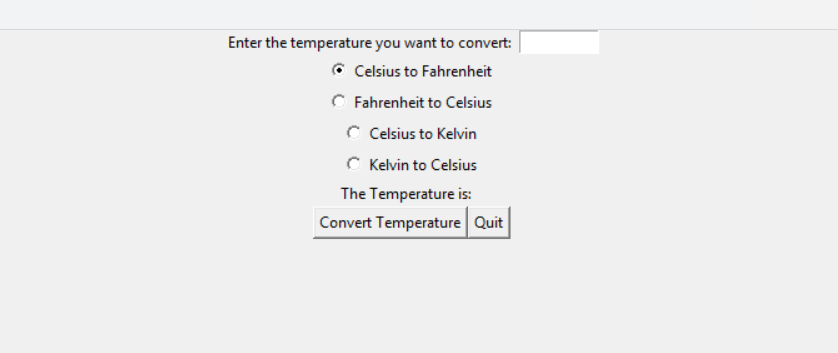 Enter the temperature you want to convert:
Celsius to Fahrenheit
Fahrenheit to Celsius
Celsius to Kelvin
Kelvin to Celsius
The Temperature is:
Convert Temperature Quit